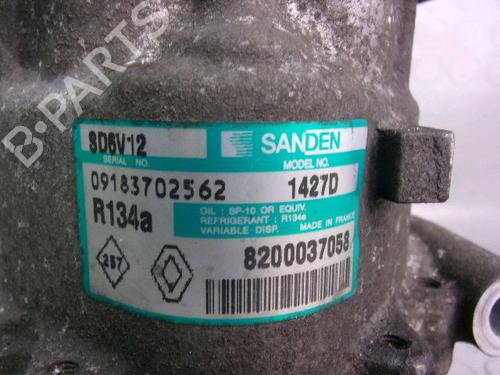 B-PARTS
SD6V12 SANDEN
SERIAL NO. MODEL NO.
09183702562 1427D
R134a OIL : SP-10 OR EQUIV.
REFRIGERANT : R134a
VARIABLE DISP. MADE IN FRANCE
257 8200037058